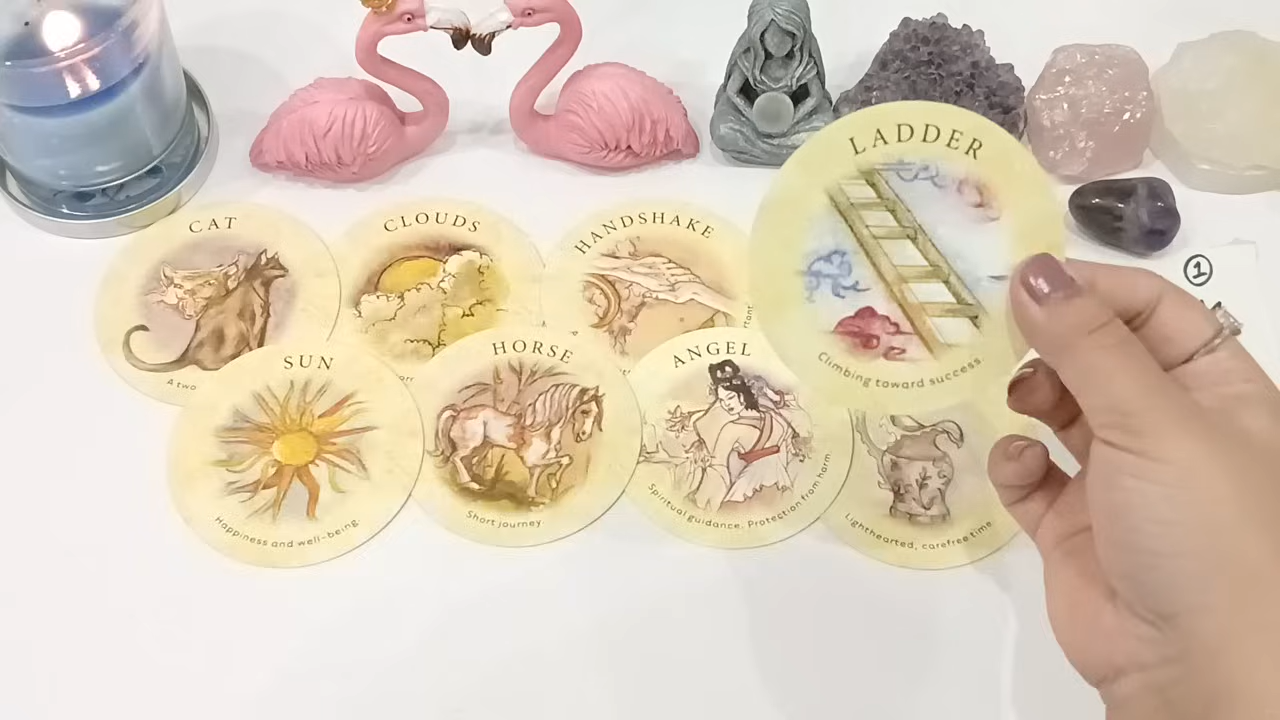 CAT
A two
CLOUDS
HANDSHAKE
LADDER
Climbing toward success.
1
SUN
Happiness and well-being.
HORSE
Short journey.
ANGEL
Spiritual guidance. Protection from harm.
Lighthearted, carefree time.